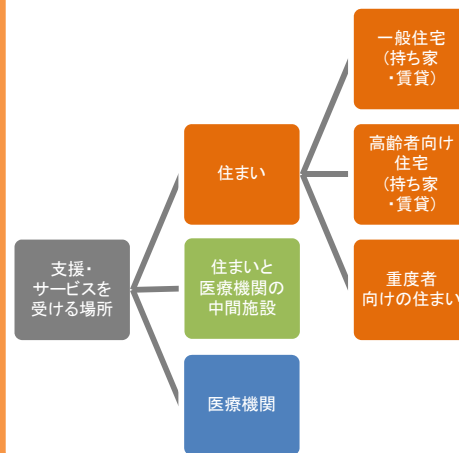 支援・
サービスを
受ける場所
住まい
住まいと
医療機関の
中間施設
医療機関
一般住宅
(持ち家
・賃貸)
高齢者向け
住宅
(持ち家
・賃貸)
重度者
向けの住まい